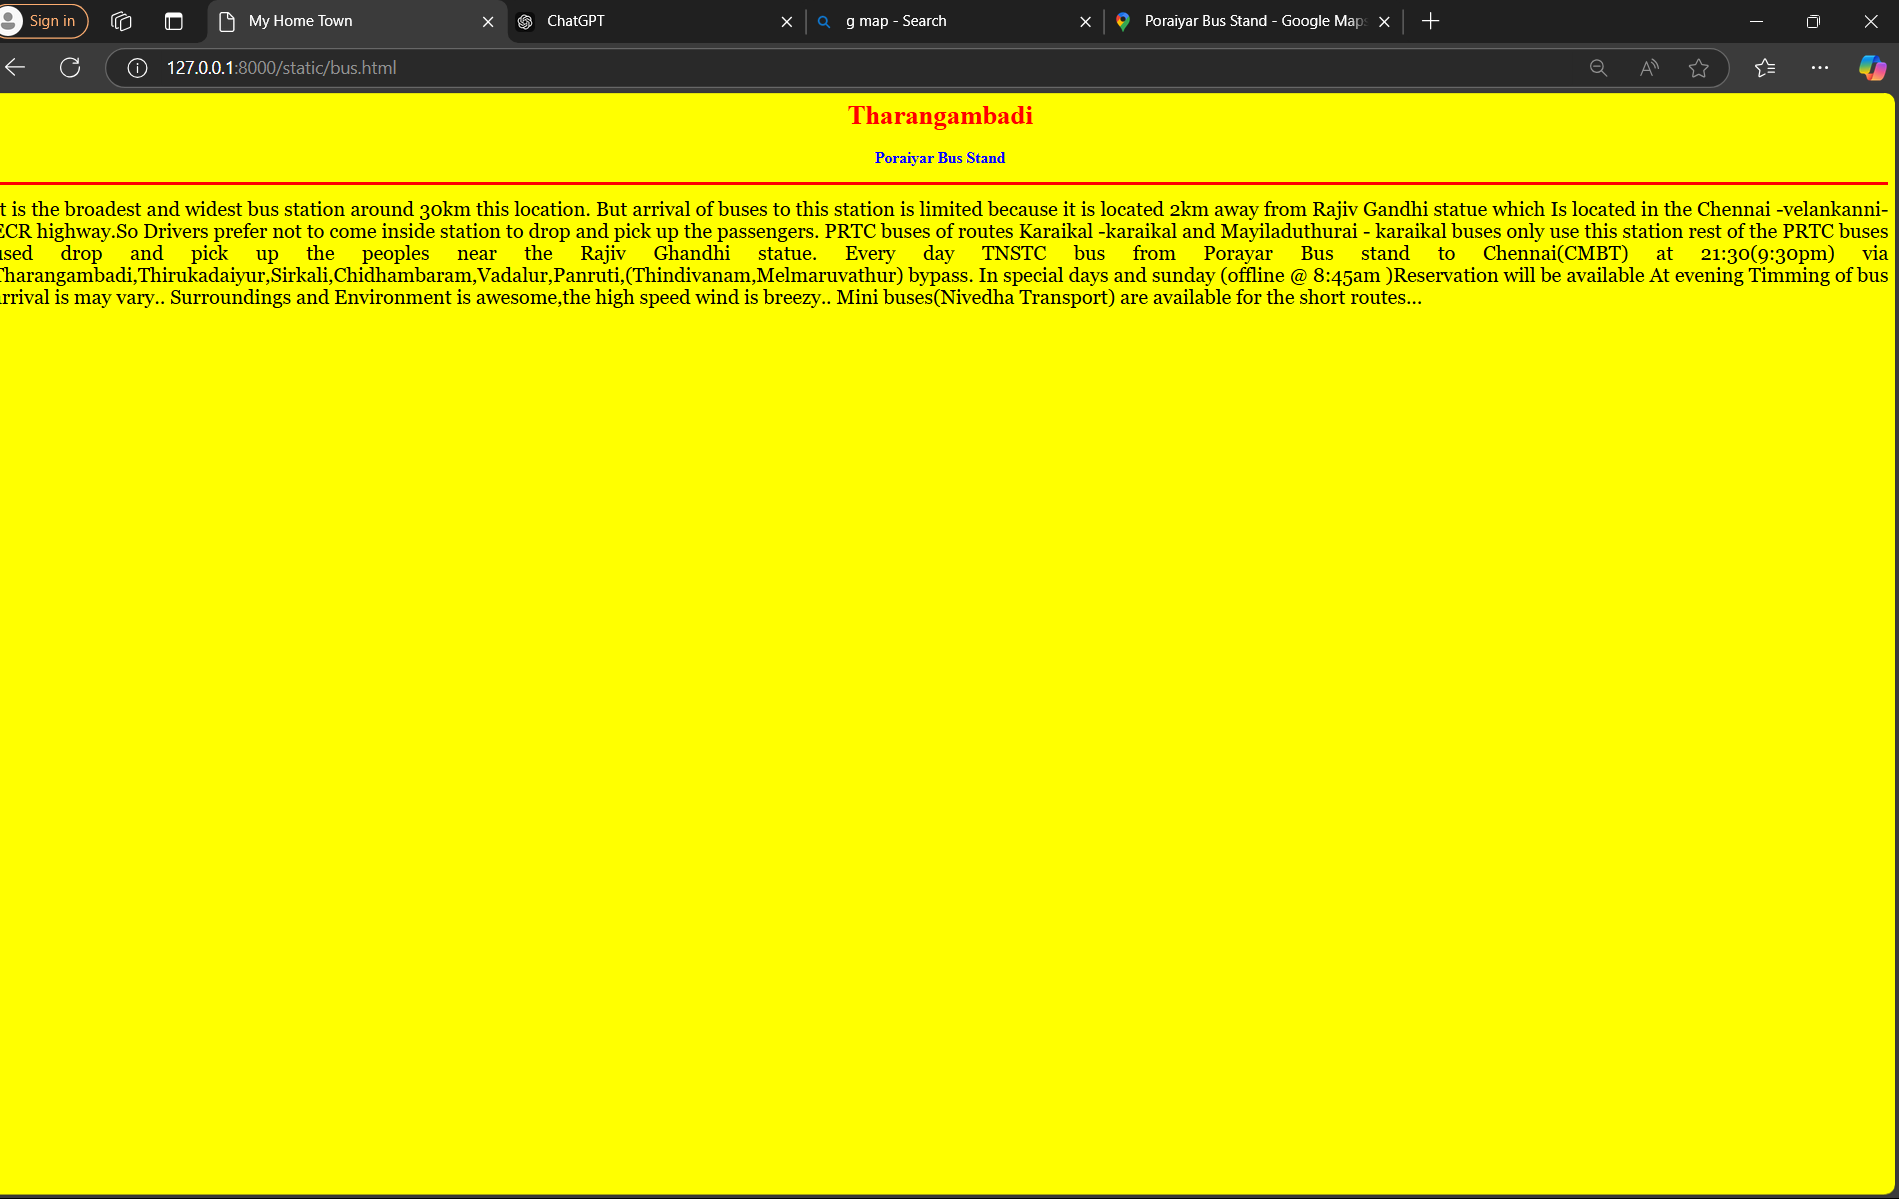 Sign in
My Home Town
ChatGPT
g map - Search
Poraiyar Bus Stand - Google Map
127.0.0.1:8000/static/bus.html
Tharangambadi
Poraiyar Bus Stand
t is the broadest and widest bus station around 30km this location. But arrival of buses to this station is limited because it is located 2km away from Rajiv Gandhi statue which Is located in the Chennai -velankanni-
ECR highway.So Drivers prefer not to come inside station to drop and pick up the passengers. PRTC buses of routes Karaikal -karaikal and Mayiladuthurai - karaikal buses only use this station rest of the PRTC buses
used drop and pick up the peoples near the Rajiv Ghandhi statue. Every day TNSTC bus from Porayar Bus stand to Chennai(CMBT) at 21:30(9:30pm) via
Tharangambadi,Thirukadaiyur,Sirkali,Chidhambaram,Vadalur,Panruti,(Thindivanam,Melmaruvathur) bypass. In special days and sunday (offline @ 8:45am )Reservation will be available At evening Timming of bus
rrival is may vary.. Surroundings and Environment is awesome,the high speed wind is breezy.. Mini buses(Nivedha Transport) are available for the short routes...